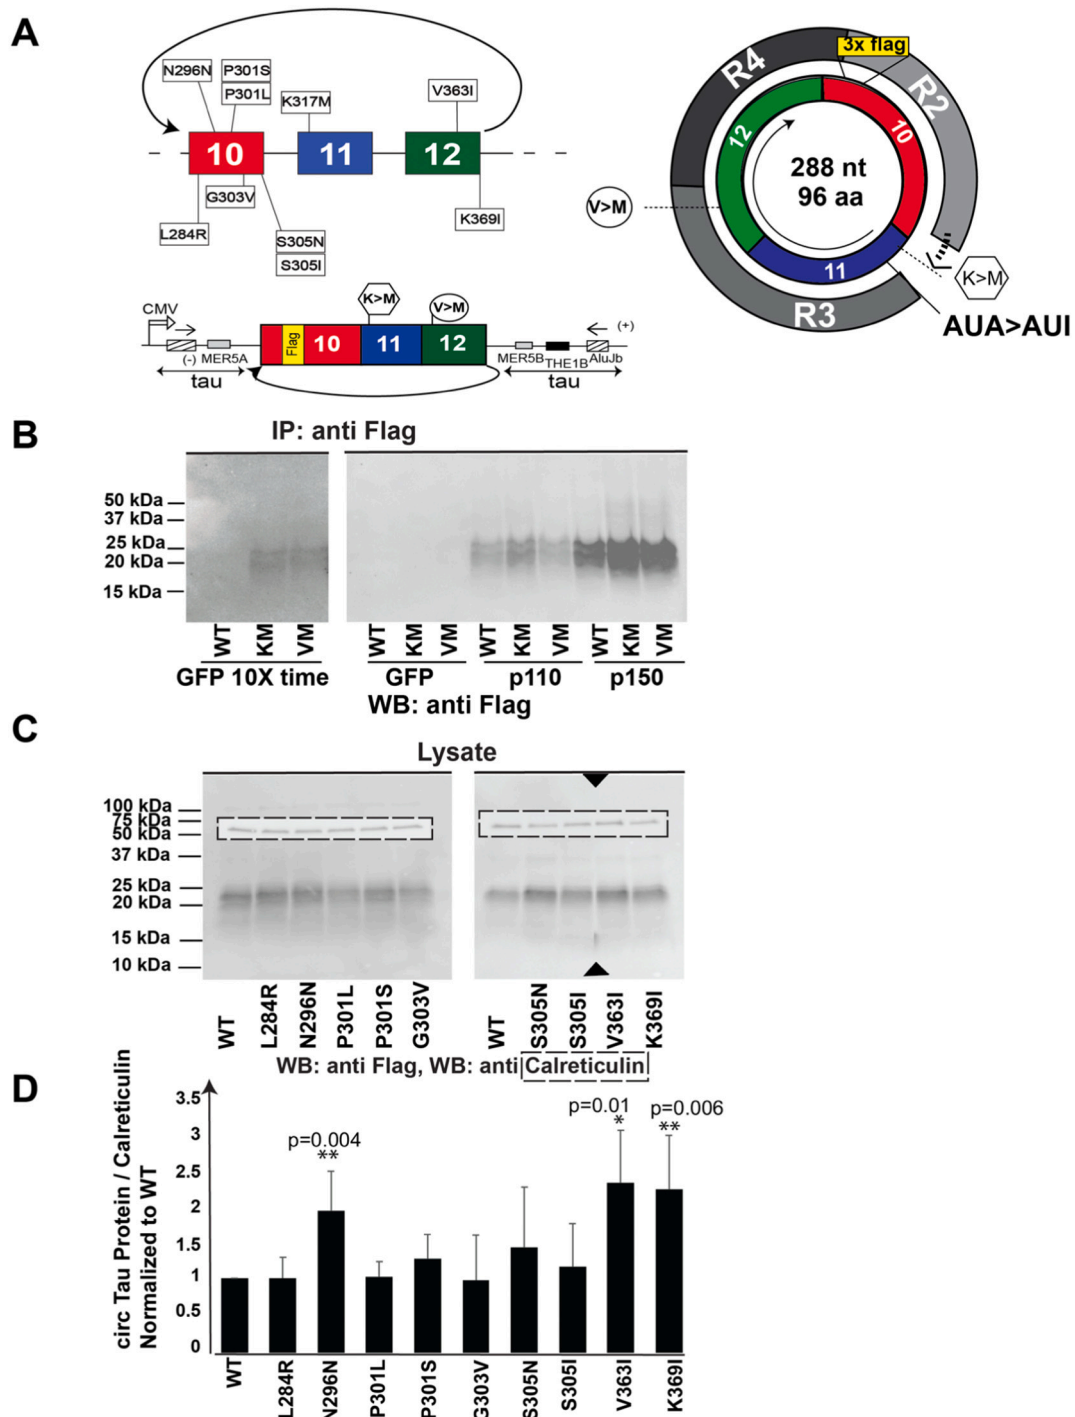 A
N296N
P301S
P301L
K317M
V363I
10
11
12
G303V
L284R
S305N
S305I
K369I
CMV
K>M
V>M
Flag
10
11
12
(-)
MER5A
tau
MER5B
THE1B
AluJb
(+)
tau
R4
3x flag
R2
12
10
288 nt
96 aa
V>M
11
R3
K>M
AUA>AUI
B
IP: anti Flag
50 kDa
37 kDa
25 kDa
20 kDa
15 kDa
WT
KM
VM
WT
KM
VM
WT
KM
VM
WT
KM
VM
GFP 10X time
GFP
p110
p150
WB: anti Flag
C
Lysate
100 kDa
75 kDa
50 kDa
37 kDa
25 kDa
20 kDa
15 kDa
10 kDa
WT
L284R
N296N
P301L
P301S
G303V
WT
S305N
S305I
V363I
K369I
WB: anti Flag, WB: anti Calreticulin
D
circ Tau Protein / Calreticulin
Normalized to WT
3.5
3
2.5
2
1.5
1
0.5
0
p=0.004
**
p=0.01
*
p=0.006
**
WT
L284R
N296N
P301L
P301S
G303V
S305N
S305I
V363I
K369I